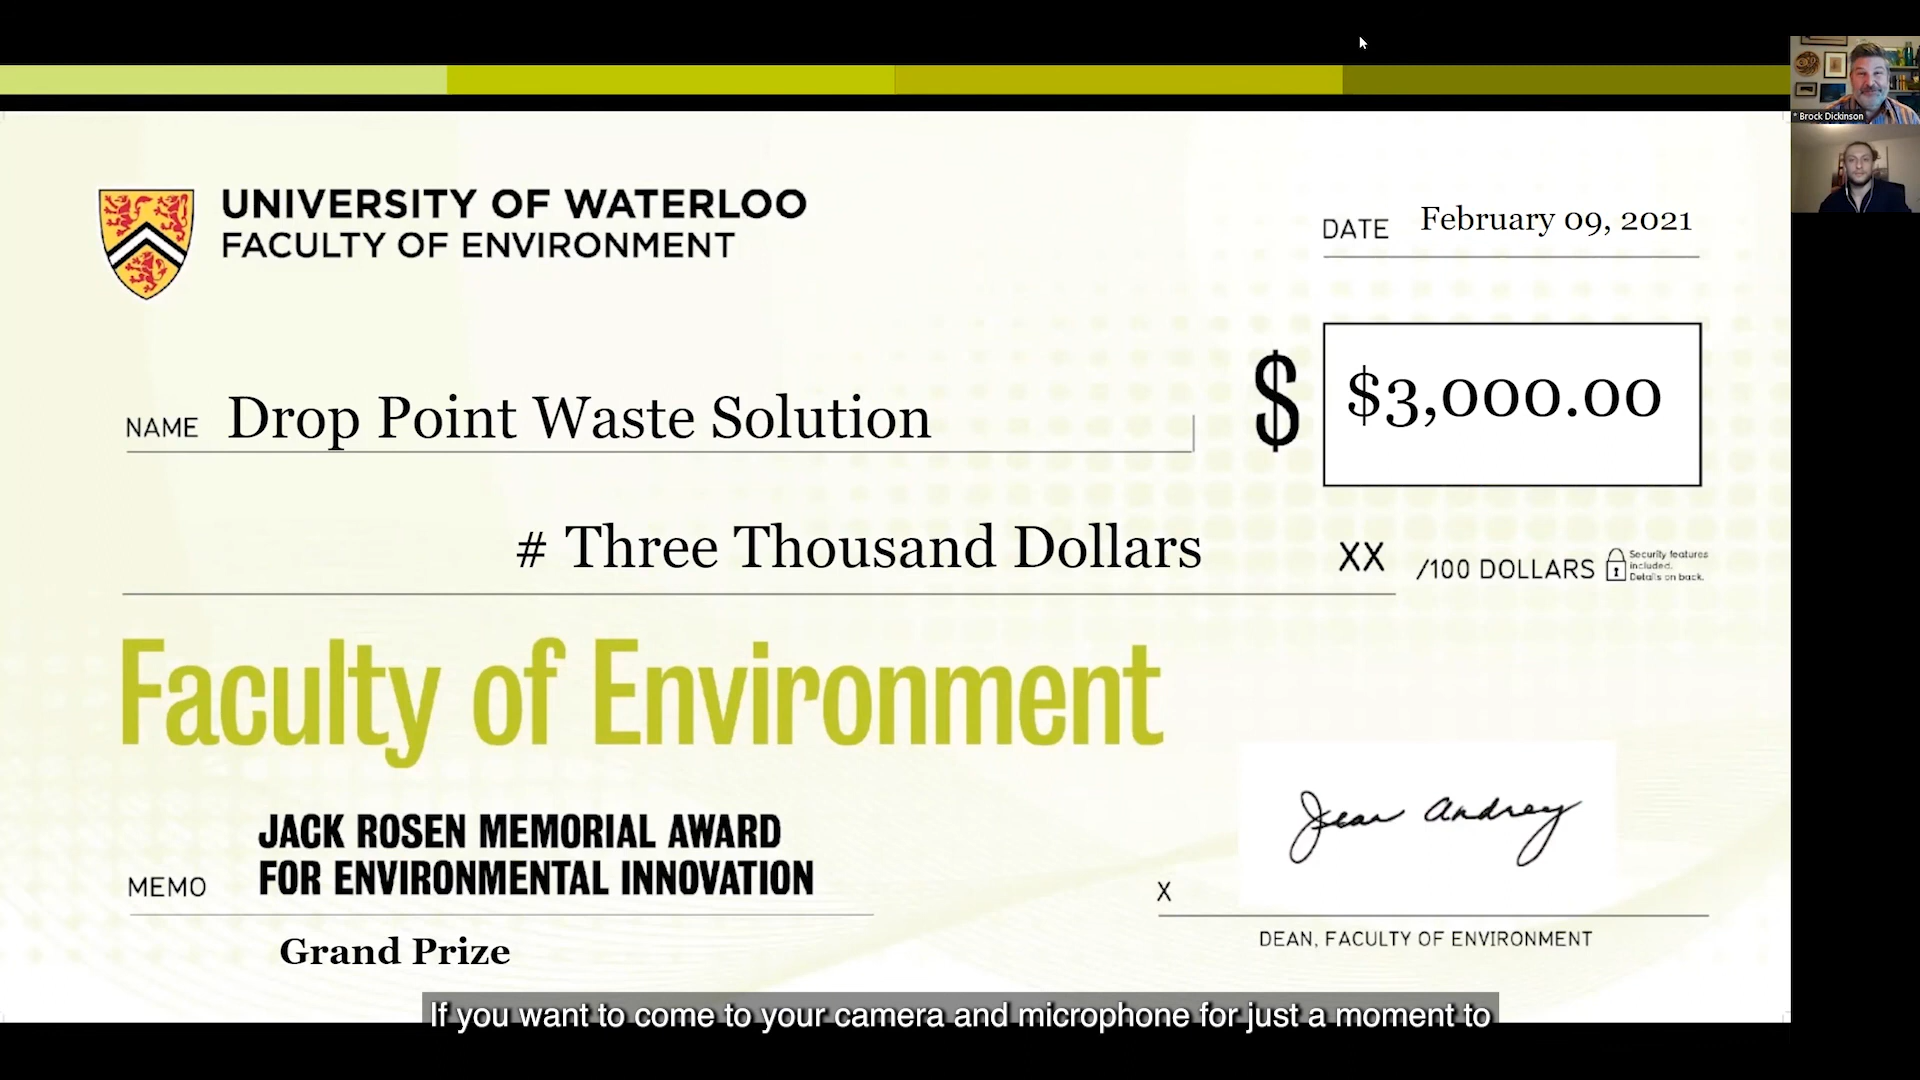 * Brock Dickinson
UNIVERSITY OF WATERLOO
FACULTY OF ENVIRONMENT
DATE February 09, 2021
NAME Drop Point Waste Solution
$ $3,000.00
# Three Thousand Dollars XX /100 DOLLARS
Security features
included.
Details on back.
Faculty of Environment
JACK ROSEN MEMORIAL AWARD
MEMO FOR ENVIRONMENTAL INNOVATION
Grand Prize
Jean Andrey
X
DEAN, FACULTY OF ENVIRONMENT
If you want to come to your camera and microphone for just a moment to